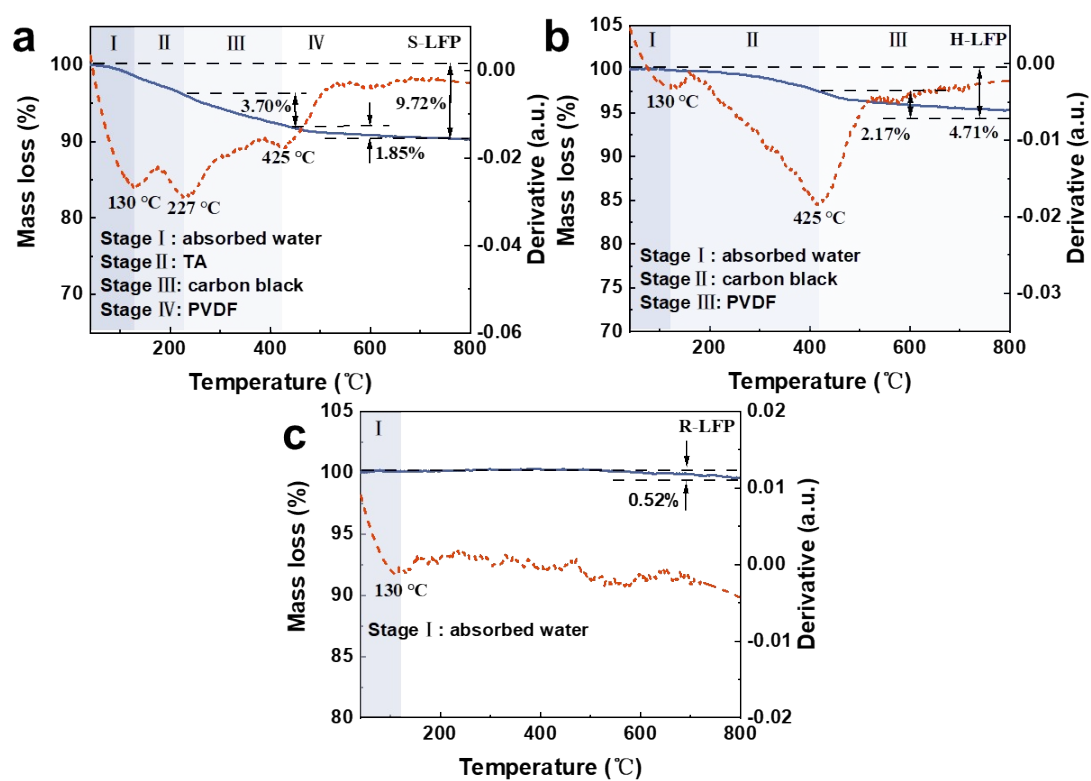 a
Ⅰ Ⅱ Ⅲ Ⅳ S-LFP
100
90
80
70
Mass loss (%)
3.70%
9.72%
1.85%
425 °C
130 °C
227 °C
Stage Ⅰ : absorbed water
Stage Ⅱ : TA
Stage Ⅲ: carbon black
Stage Ⅳ: PVDF
0.00
-0.02
-0.04
-0.06
Derivative (a.u.)
200 400 600 800
Temperature (℃)
b
Ⅰ Ⅱ Ⅲ H-LFP
105
100
95
90
85
80
75
70
Mass loss (%)
130 °C
2.17%
4.71%
425 °C
Stage Ⅰ : absorbed water
Stage Ⅱ : carbon black
Stage Ⅲ: PVDF
0.00
-0.01
-0.02
-0.03
Derivative (a.u.)
200 400 600 800
Temperature (℃)
c
Ⅰ R-LFP
105
100
95
90
85
80
Mass loss (%)
0.52%
130 °C
Stage Ⅰ : absorbed water
0.02
0.01
0.00
-0.01
-0.02
Derivative (a.u.)
200 400 600 800
Temperature (℃)